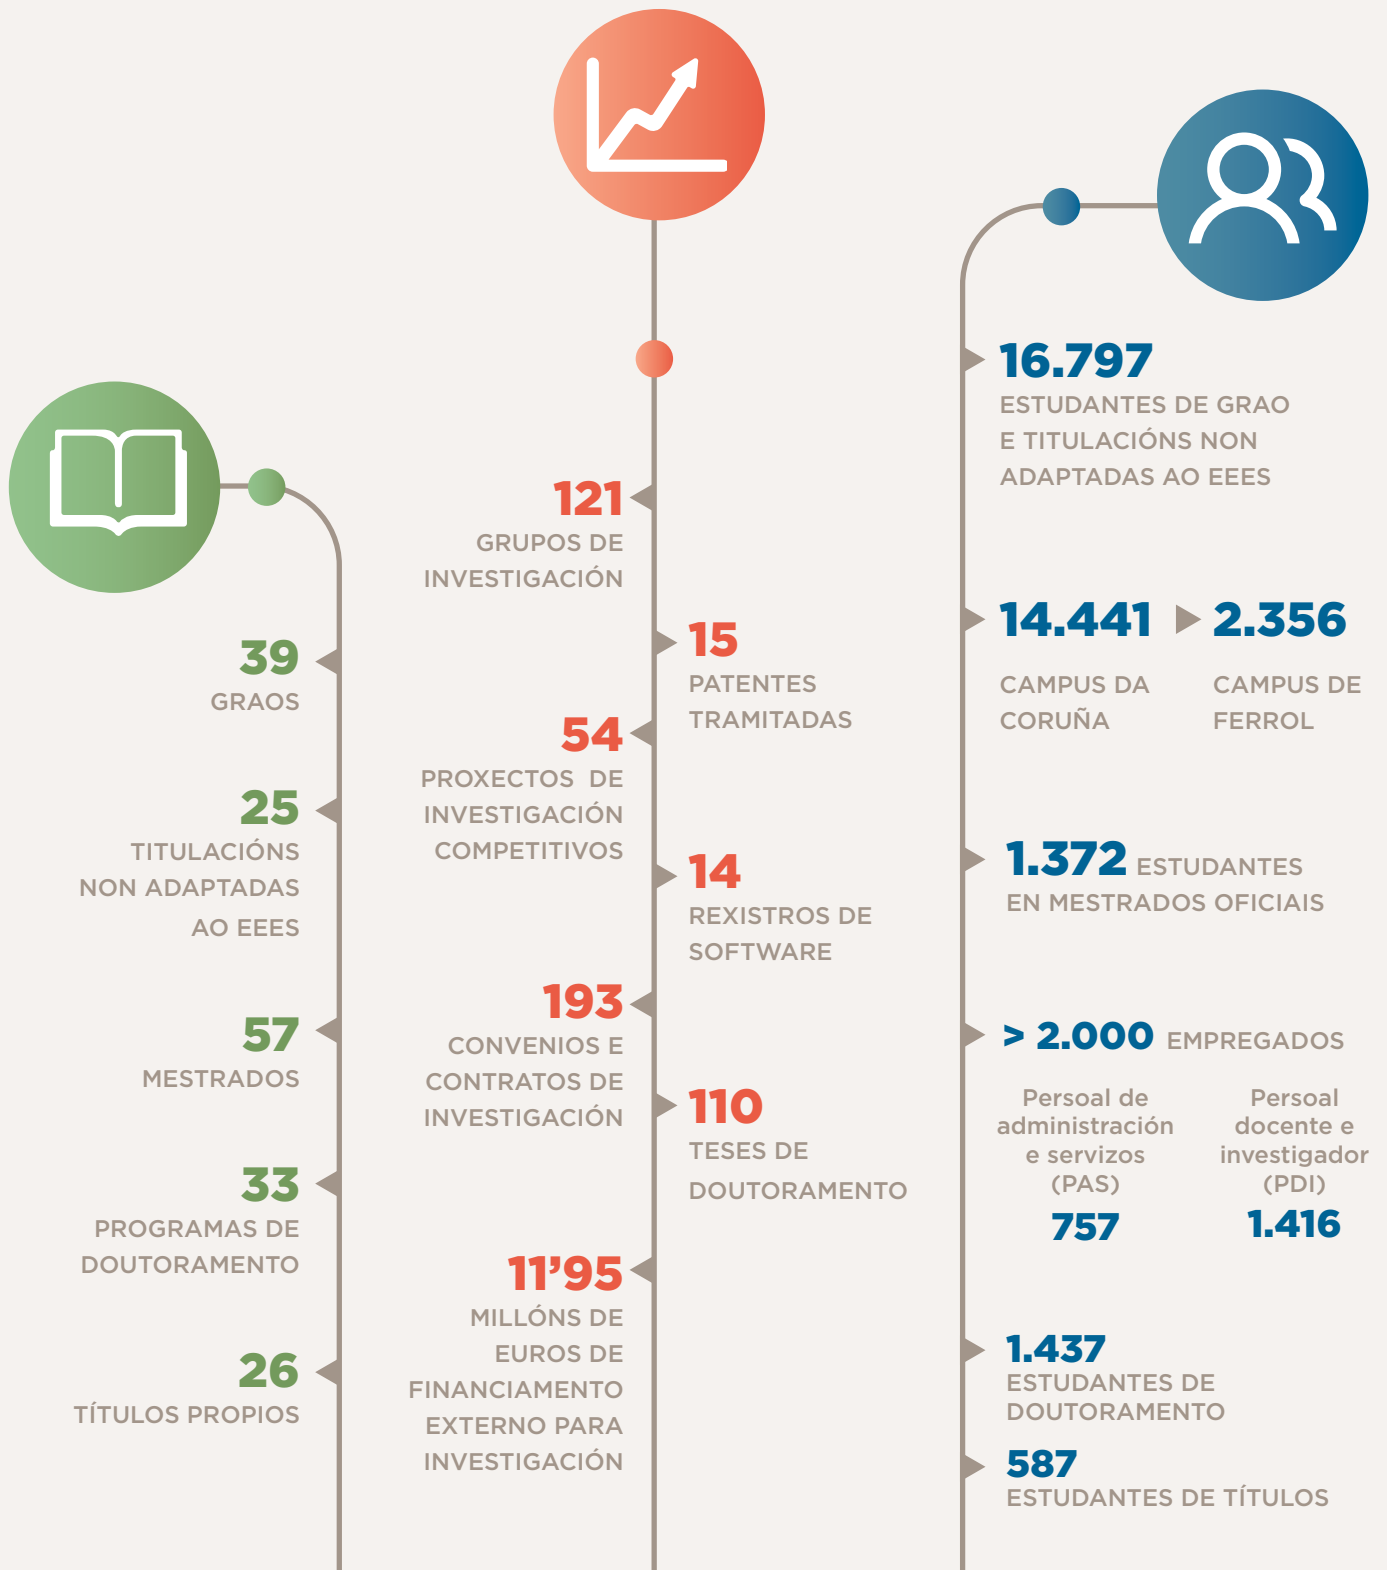 39
GRAOS
25
TITULACIÓNS
NON ADAPTADAS
AO EEES
57
MESTRADOS
33
PROGRAMAS DE
DOUTORAMENTO
26
TÍTULOS PROPIOS
121
GRUPOS DE
INVESTIGACIÓN
15
PATENTES
TRAMITADAS
54
PROXECTOS DE
INVESTIGACIÓN
COMPETITIVOS
14
REXISTROS DE
SOFTWARE
193
CONVENIOS E
CONTRATOS DE
INVESTIGACIÓN
110
TESES DE
DOUTORAMENTO
11’95
MILLÓNS DE
EUROS DE
FINANCIAMENTO
EXTERNO PARA
INVESTIGACIÓN
16.797
ESTUDANTES DE GRAO
E TITULACIÓNS NON
ADAPTADAS AO EEES
14.441
CAMPUS DA
CORUÑA
2.356
CAMPUS DE
FERROL
1.372 ESTUDANTES
EN MESTRADOS OFICIAIS
> 2.000 EMPREGADOS
Persoal de
administración
e servizos
(PAS)
757
Persoal
docente e
investigador
(PDI)
1.416
1.437
ESTUDANTES DE
DOUTORAMENTO
587
ESTUDANTES DE TÍTULOS